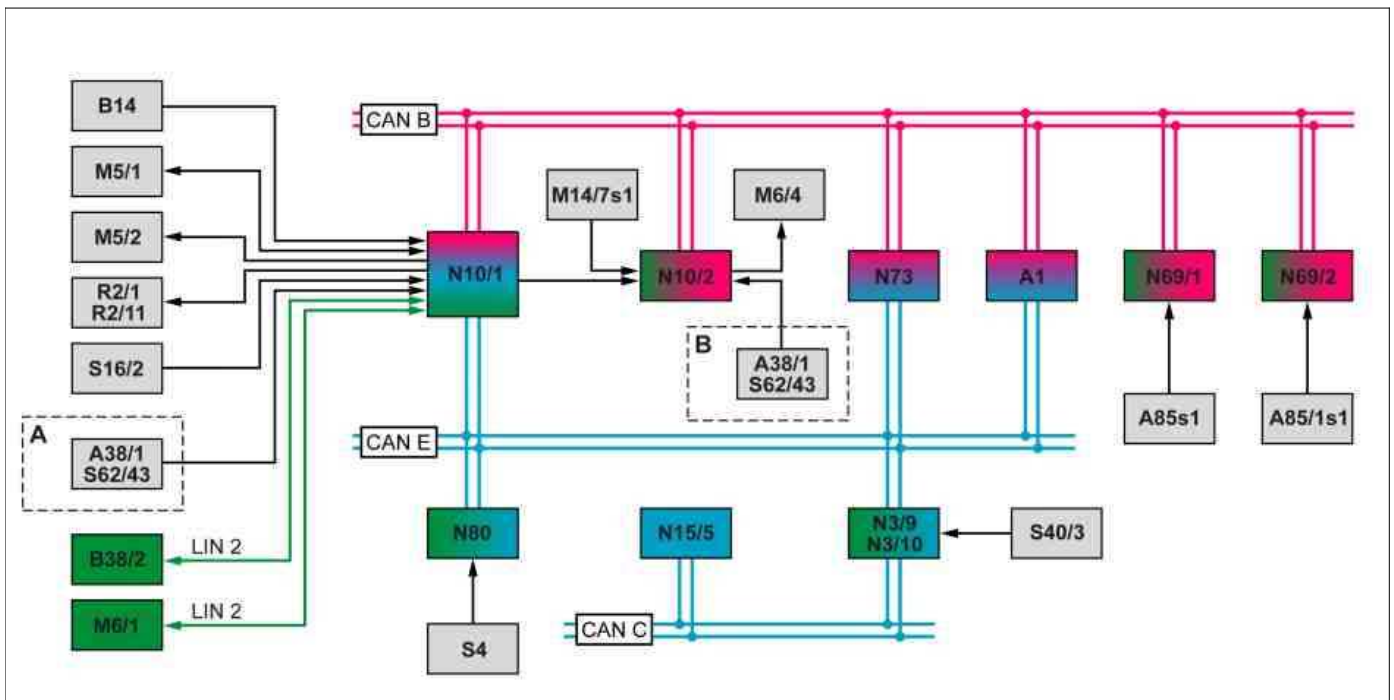 B14
CAN B
M5/1
M14/7s1
M6/4
M5/2
N10/1
N10/2
N73
A1
N69/1
N69/2
R2/1
R2/11
S16/2
B
A38/1
S62/43
A85s1
A85/1s1
A
A38/1
S62/43
CAN E
N80
N15/5
N3/9
N3/10
S40/3
B38/2
LIN 2
M6/1
LIN 2
S4
CAN C